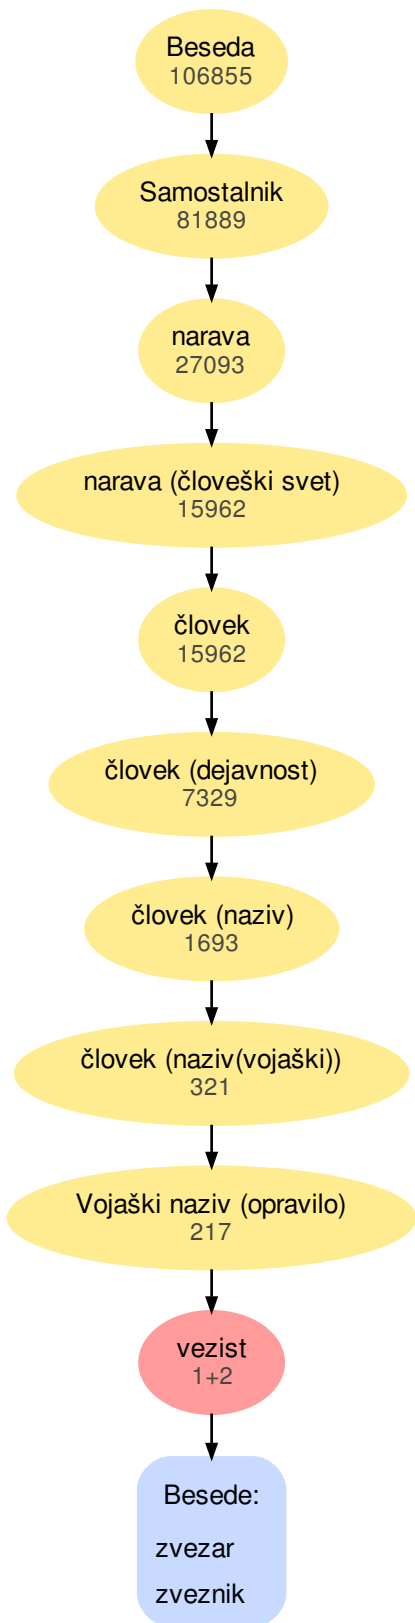 Beseda
106855
Samostalnik
81889
narava
27093
narava (človeški svet)
15962
človek
15962
človek (dejavnost)
7329
človek (naziv)
1693
človek (naziv(vojaški))
321
Vojaški naziv (opravilo)
217
vezist
1+2
Besede:
zvezar
zveznik